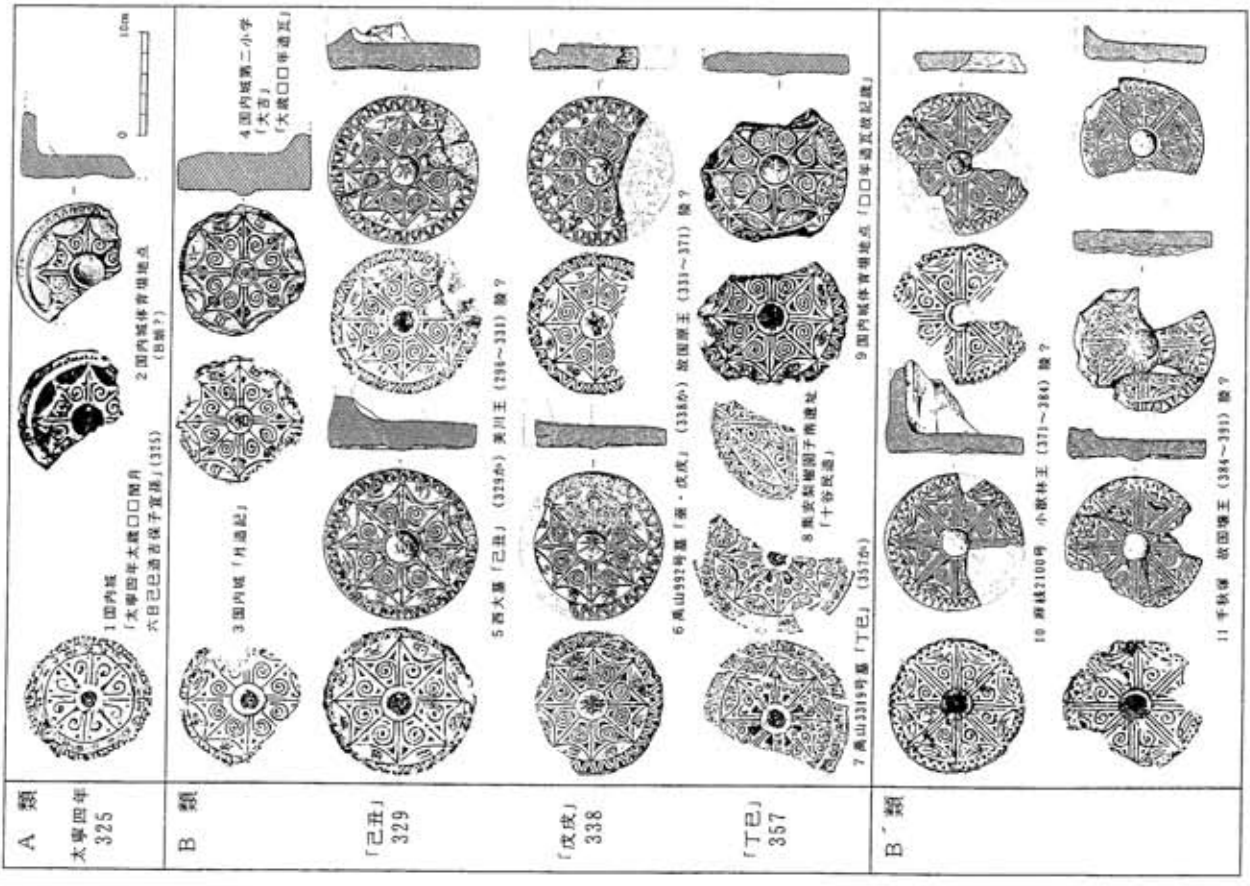 A 類
太寧四年
325
1 国内城
「太寧四年太歳□□閏月
六日己巳造吉保子宜孫」(325)
2 国内城体育場地点
(B類?)
0 10m
B 類
3 国内城「月造記」
4 国内城第二小学
「大吉」
「太歳□□年造瓦」
「己丑」
329
5 西大墓「己丑」(329か) 美川王 (296~331) 陵?
「戊戌」
338
6 禹山992号墓「泰・戊戌」(338か) 故国原王 (331~371) 陵?
「丁巳」
357
7 禹山3319号墓「丁巳」(357か)
8 集安梨樹園子南遺址
「十谷民造」
9 国内城体育場地点「□□年造瓦故記歳」
B´ 類
10 麻線2100号 小獣林王 (371~384) 陵?
11 千秋塚 故国壌王 (384~391) 陵?